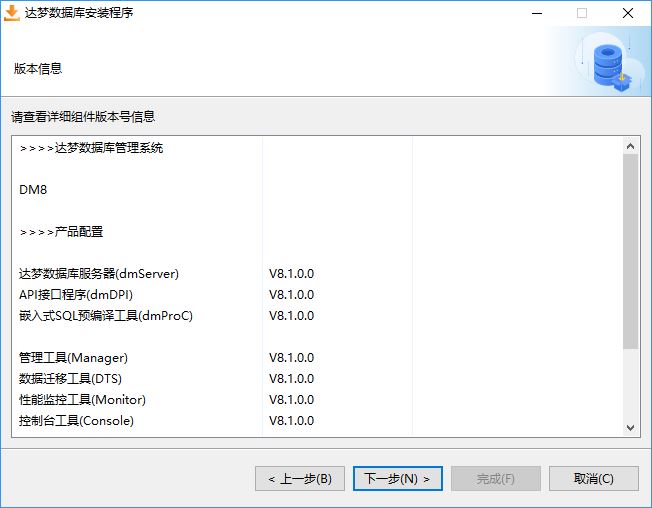 达梦数据库安装程序
版本信息
请查看详细组件版本号信息
>>>>达梦数据库管理系统
DM8
>>>>产品配置
达梦数据库服务器(dmServer) V8.1.0.0
API接口程序(dmDPI) V8.1.0.0
嵌入式SQL预编译工具(dmProC) V8.1.0.0
管理工具(Manager) V8.1.0.0
数据迁移工具(DTS) V8.1.0.0
性能监控工具(Monitor) V8.1.0.0
控制台工具(Console) V8.1.0.0
< 上一步(B) 下一步(N) > 完成(F) 取消(C)